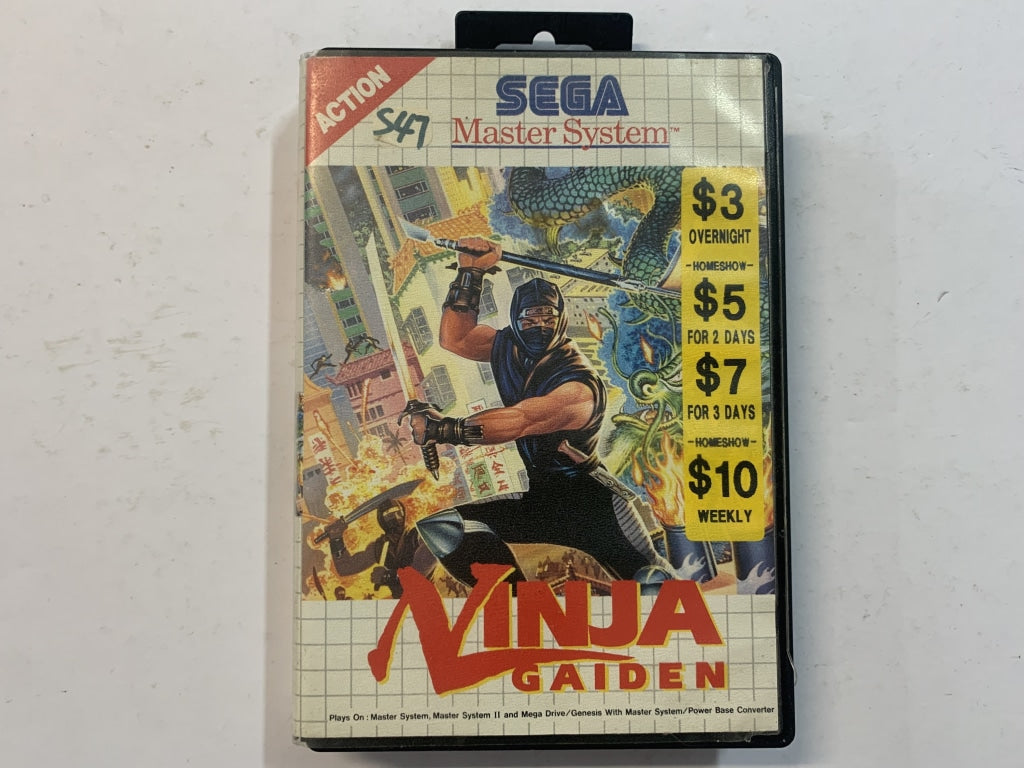 ACTION
S47
SEGA
Master System™
$3
OVERNIGHT
-HOMESHOW-
$5
FOR 2 DAYS
$7
FOR 3 DAYS
-HOMESHOW-
$10
WEEKLY
NINJA
GAIDEN
Plays On : Master System, Master System II and Mega Drive/Genesis With Master System/Power Base Converter